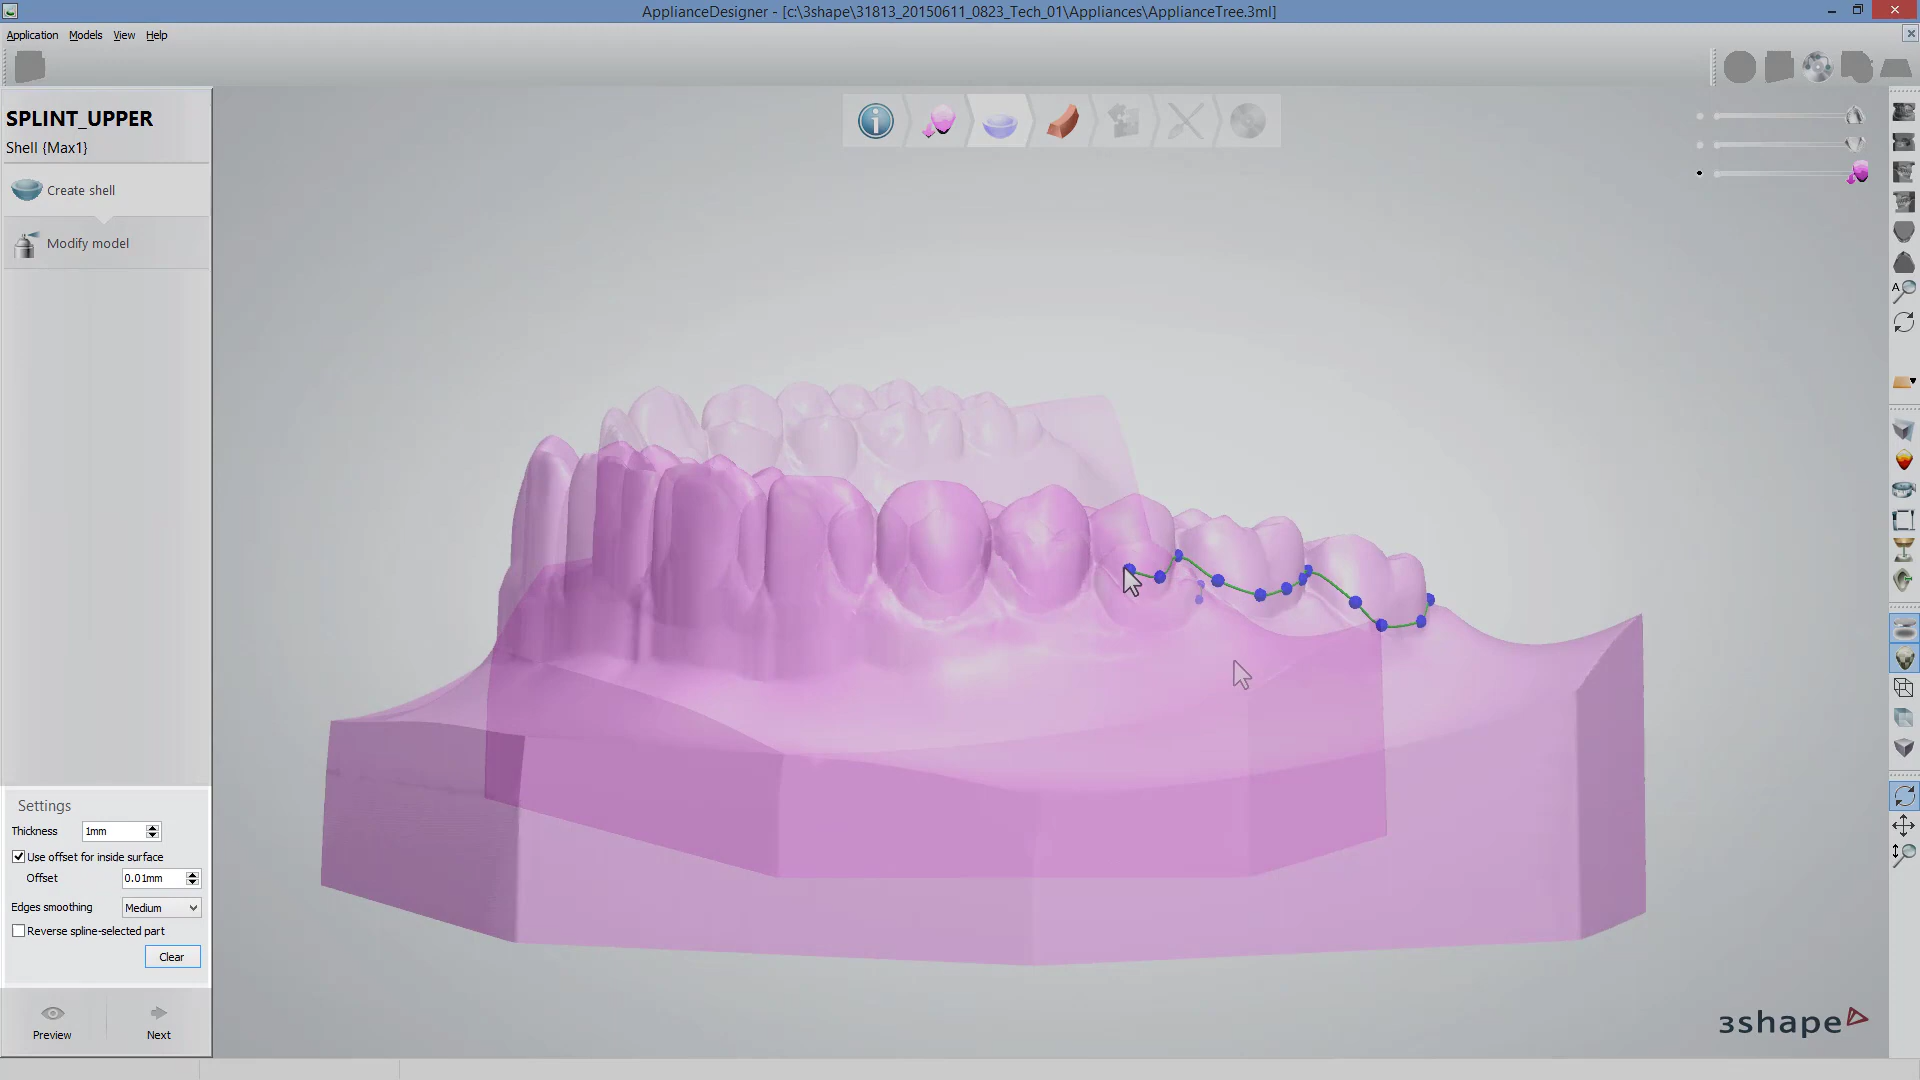 ApplianceDesigner - [c:\3shape\31813_20150611_0823_Tech_01\Appliances\ApplianceTree.3ml]
Application Models View Help
SPLINT_UPPER
Shell {Max1}
Create shell
Modify model
A
Settings
Thickness 1mm
Use offset for inside surface
Offset 0.01mm
Edges smoothing Medium
Reverse spline-selected part
Clear
Preview Next
3shape